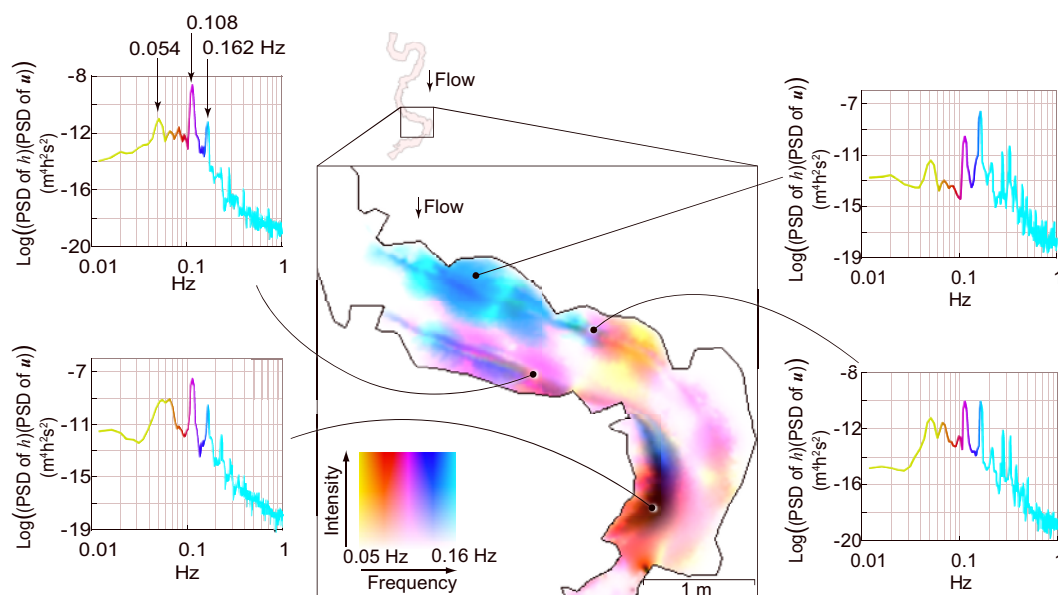 0.108
0.054
0.162 Hz
Log((PSD of h)(PSD of u))
(m⁴h²s²)
-8
-12
-16
-20
0.01
0.1
1
Hz
Flow
Flow
Log((PSD of h)(PSD of u))
(m⁴h²s²)
-7
-11
-15
-19
0.01
0.1
1
Hz
Log((PSD of h)(PSD of u))
(m⁴h²s²)
-7
-11
-15
-19
0.01
0.1
1
Hz
Intensity
0.05 Hz
0.16 Hz
Frequency
1 m
Log((PSD of h)(PSD of u))
(m⁴h²s²)
-8
-12
-16
-20
0.01
0.1
1
Hz